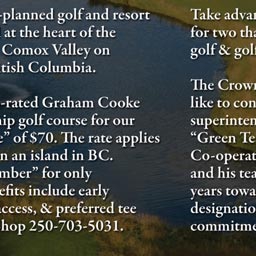 -planned golf and resort
at the heart of the
Comox Valley on
tish Columbia.
-rated Graham Cooke
hip golf course for our
e” of $70. The rate applies
n an island in BC.
mber” for only
efits include early
access, & preferred tee
hop 250-703-5031.
Take advan
for two tha
golf & golf
The Crown
like to con
superinten
“Green Te
Co-operat
and his tea
years towa
designatio
commitme